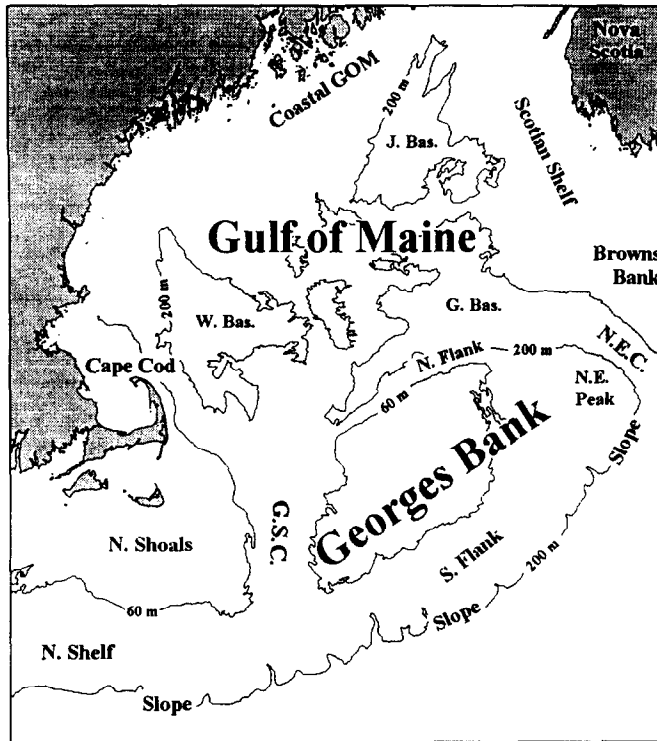 Nova
Scotia
Coastal GOM
200 m
Scotian Shelf
J. Bas.
Gulf of Maine
Browns
Bank
200 m
W. Bas.
G. Bas.
N.E.C.
Cape Cod
N. Flank
200 m
60 m
N.E.
Peak
Georges Bank
Slope
G.S.C.
N. Shoals
S. Flank
200 m
60 m
Slope
N. Shelf
Slope